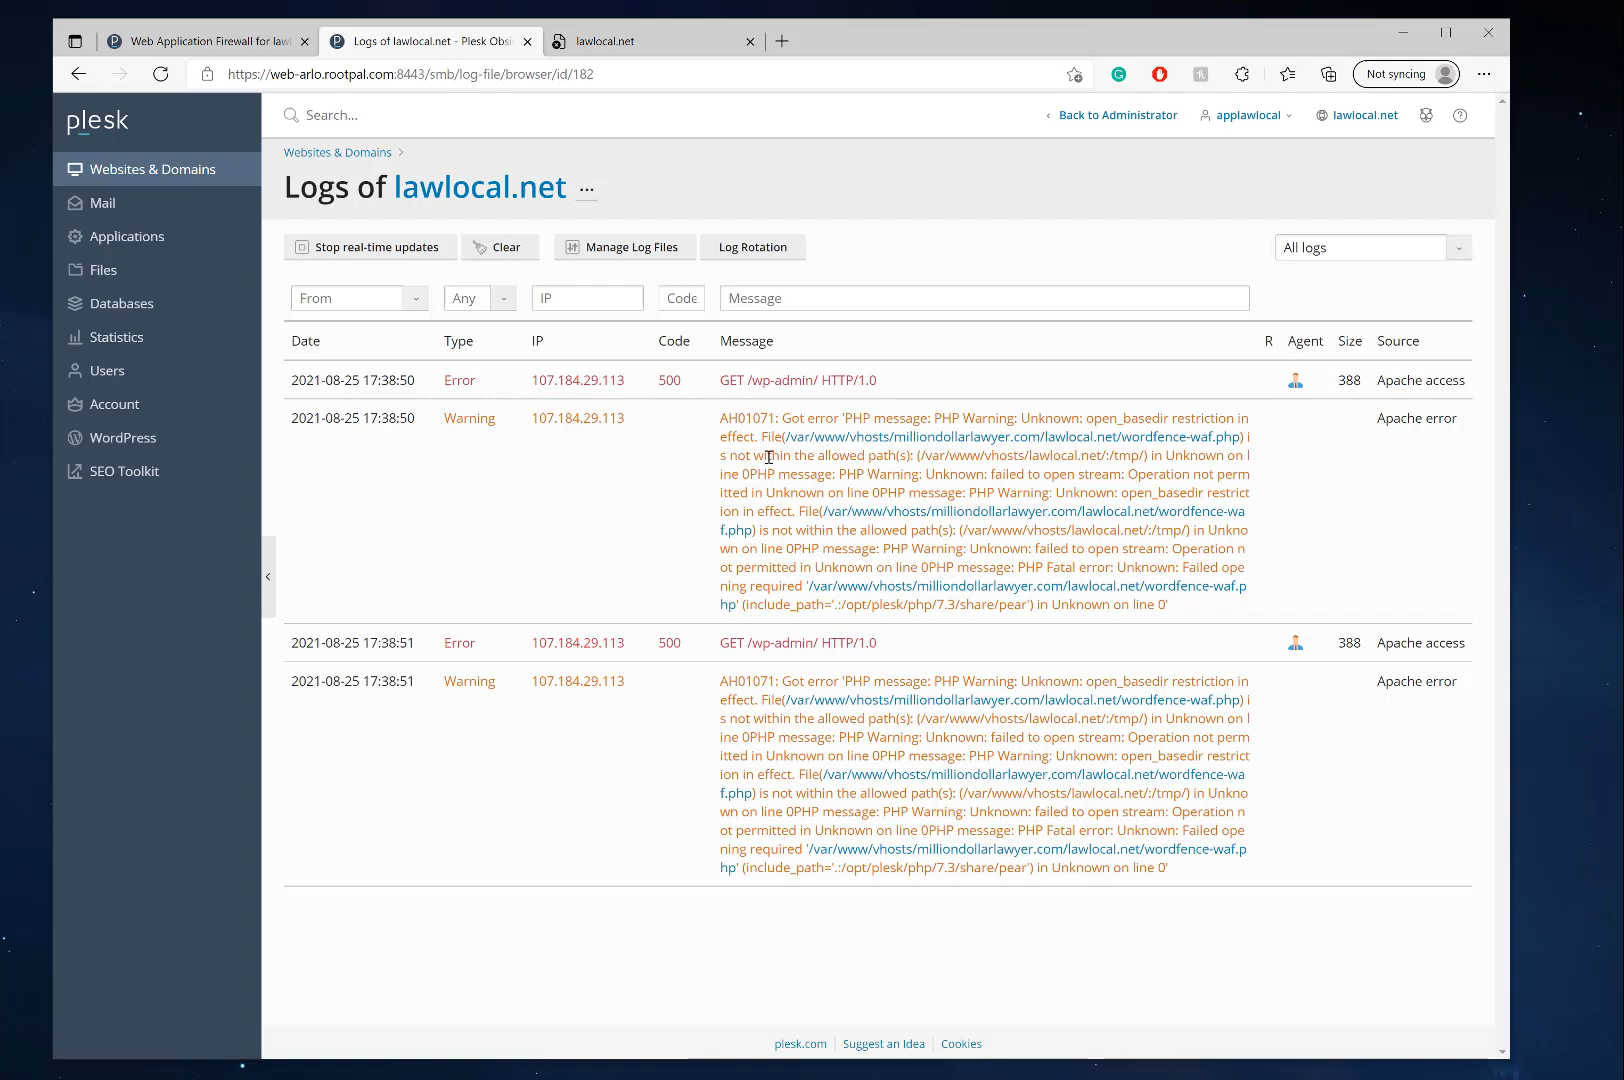 Web Application Firewall for lawl
Logs of lawlocal.net - Plesk Obsi
lawlocal.net
https://web-arlo.rootpal.com:8443/smb/log-file/browser/id/182
Not syncing
plesk
Search...
Back to Administrator
applawlocal
lawlocal.net
Websites & Domains
Mail
Applications
Files
Databases
Statistics
Users
Account
WordPress
SEO Toolkit
Websites & Domains >
Logs of lawlocal.net ...
Stop real-time updates
Clear
Manage Log Files
Log Rotation
All logs
From
Any
IP
Code
Message
Date Type IP Code Message R Agent Size Source
2021-08-25 17:38:50 Error 107.184.29.113 500 GET /wp-admin/ HTTP/1.0 388 Apache access
2021-08-25 17:38:50 Warning 107.184.29.113 AH01071: Got error 'PHP message: PHP Warning: Unknown: open_basedir restriction in Apache error
effect. File(/var/www/vhosts/milliondollarlawyer.com/lawlocal.net/wordfence-waf.php) i
s not within the allowed path(s): (/var/www/vhosts/lawlocal.net/:/tmp/) in Unknown on l
ine 0PHP message: PHP Warning: Unknown: failed to open stream: Operation not perm
itted in Unknown on line 0PHP message: PHP Warning: Unknown: open_basedir restrict
ion in effect. File(/var/www/vhosts/milliondollarlawyer.com/lawlocal.net/wordfence-wa
f.php) is not within the allowed path(s): (/var/www/vhosts/lawlocal.net/:/tmp/) in Unkno
wn on line 0PHP message: PHP Warning: Unknown: failed to open stream: Operation n
ot permitted in Unknown on line 0PHP message: PHP Fatal error: Unknown: Failed ope
ning required '/var/www/vhosts/milliondollarlawyer.com/lawlocal.net/wordfence-waf.p
hp' (include_path='.:/opt/plesk/php/7.3/share/pear') in Unknown on line 0'
2021-08-25 17:38:51 Error 107.184.29.113 500 GET /wp-admin/ HTTP/1.0 388 Apache access
2021-08-25 17:38:51 Warning 107.184.29.113 AH01071: Got error 'PHP message: PHP Warning: Unknown: open_basedir restriction in Apache error
effect. File(/var/www/vhosts/milliondollarlawyer.com/lawlocal.net/wordfence-waf.php) i
s not within the allowed path(s): (/var/www/vhosts/lawlocal.net/:/tmp/) in Unknown on l
ine 0PHP message: PHP Warning: Unknown: failed to open stream: Operation not perm
itted in Unknown on line 0PHP message: PHP Warning: Unknown: open_basedir restrict
ion in effect. File(/var/www/vhosts/milliondollarlawyer.com/lawlocal.net/wordfence-wa
f.php) is not within the allowed path(s): (/var/www/vhosts/lawlocal.net/:/tmp/) in Unkno
wn on line 0PHP message: PHP Warning: Unknown: failed to open stream: Operation n
ot permitted in Unknown on line 0PHP message: PHP Fatal error: Unknown: Failed ope
ning required '/var/www/vhosts/milliondollarlawyer.com/lawlocal.net/wordfence-waf.p
hp' (include_path='.:/opt/plesk/php/7.3/share/pear') in Unknown on line 0'
plesk.com
Suggest an Idea
Cookies